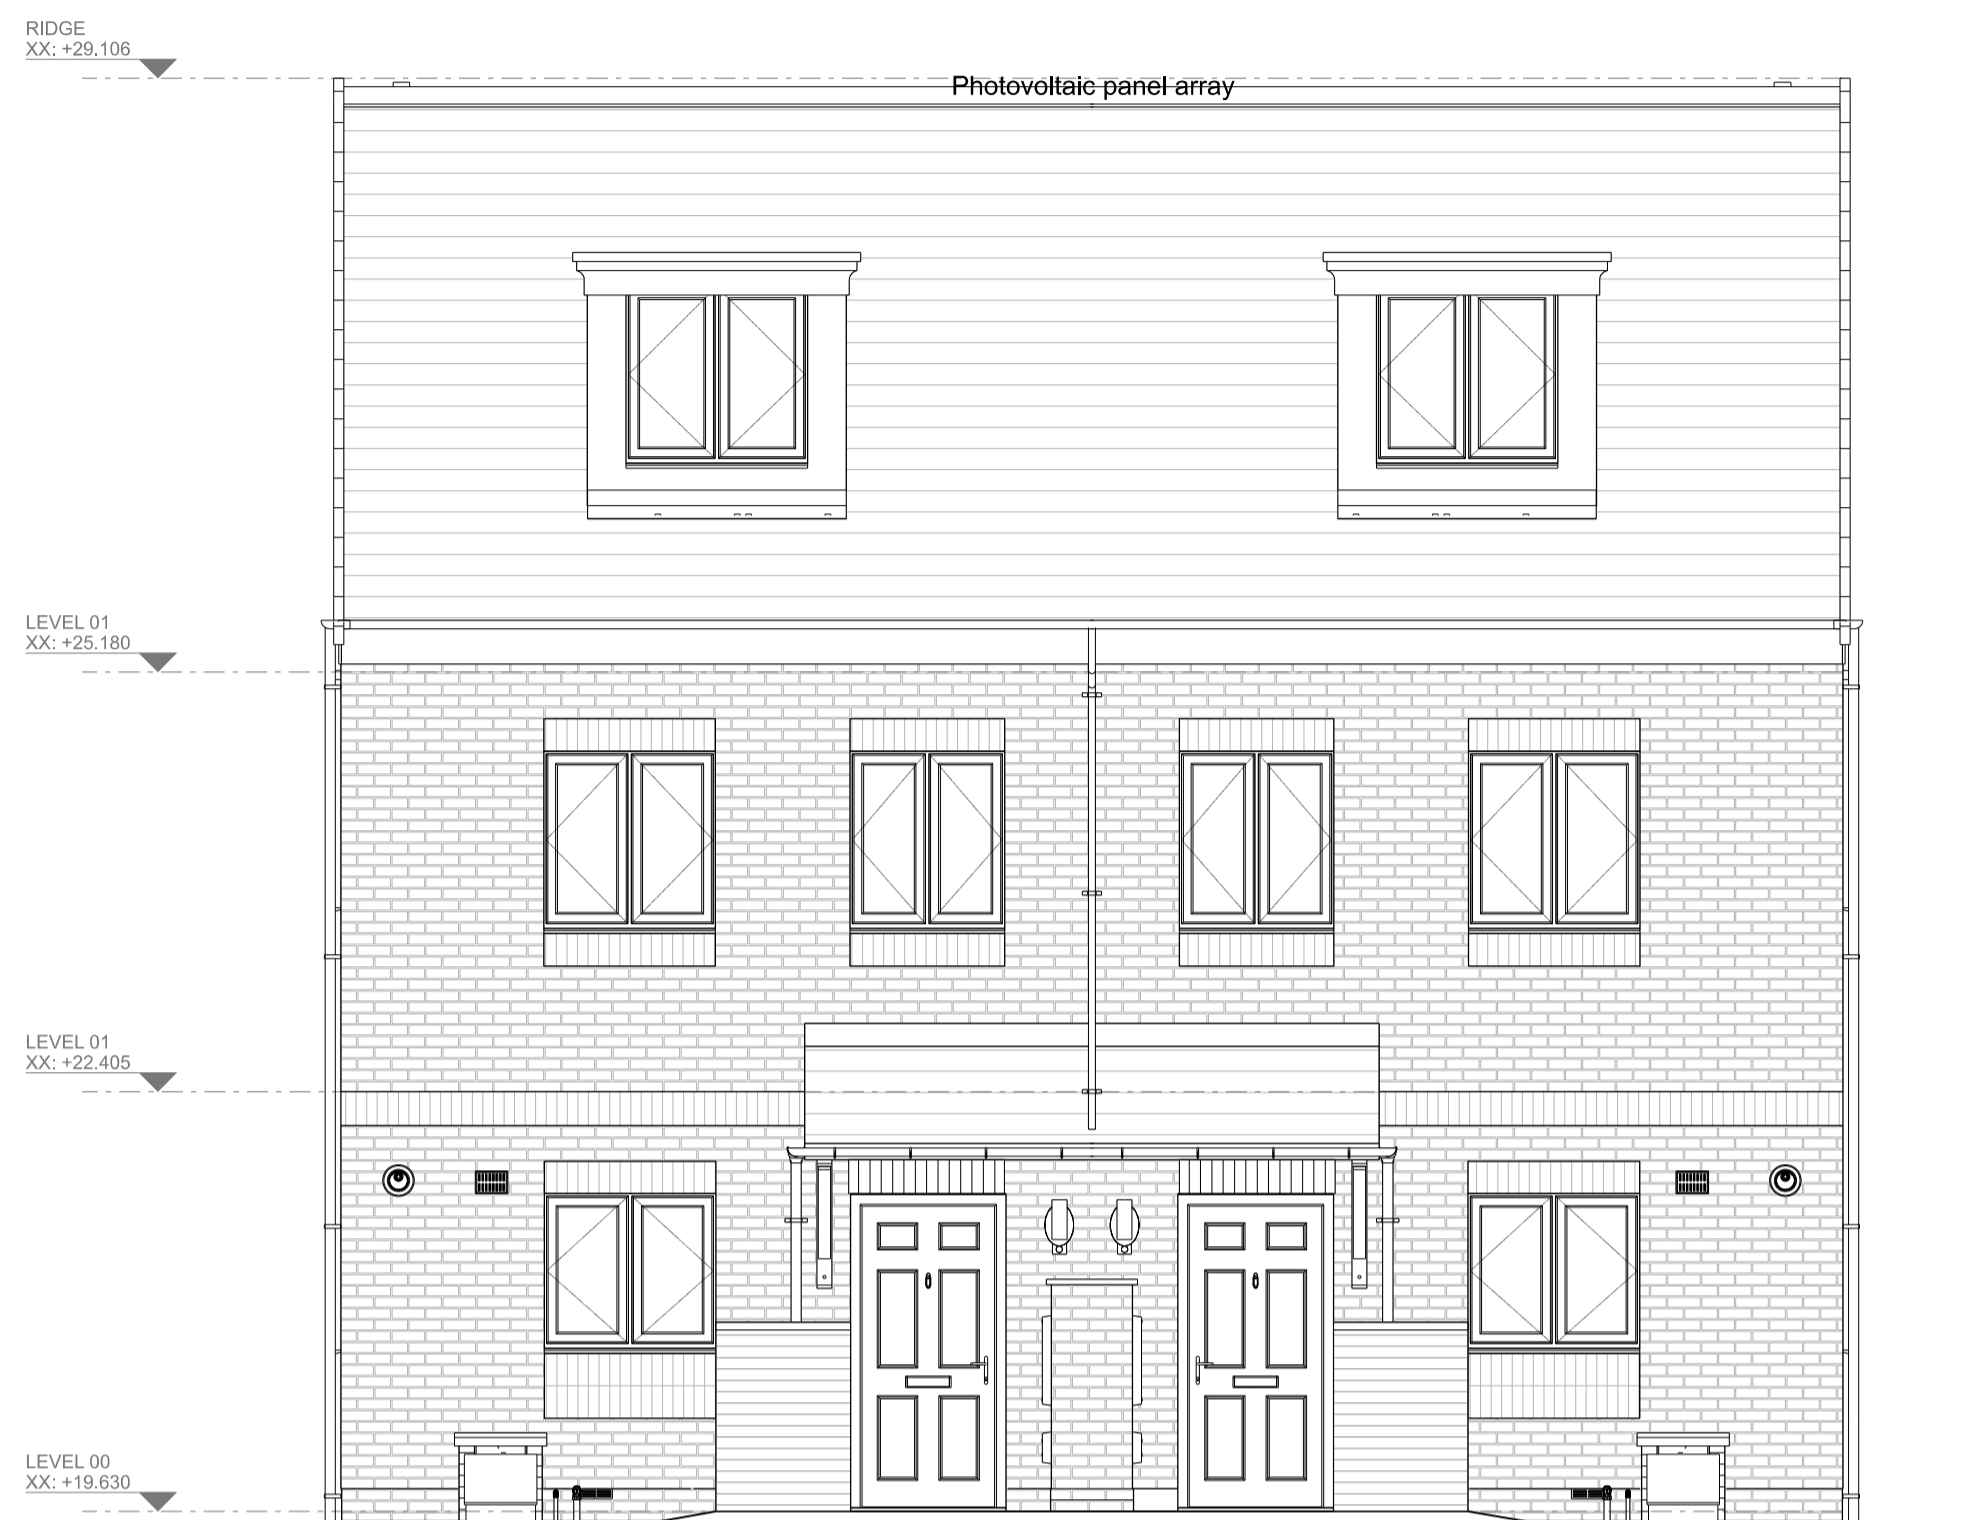 RIDGE
XX: +29.106
Photovoltaic panel array
LEVEL 01
XX: +25.180
LEVEL 01
XX: +22.405
LEVEL 00
XX: +19.630